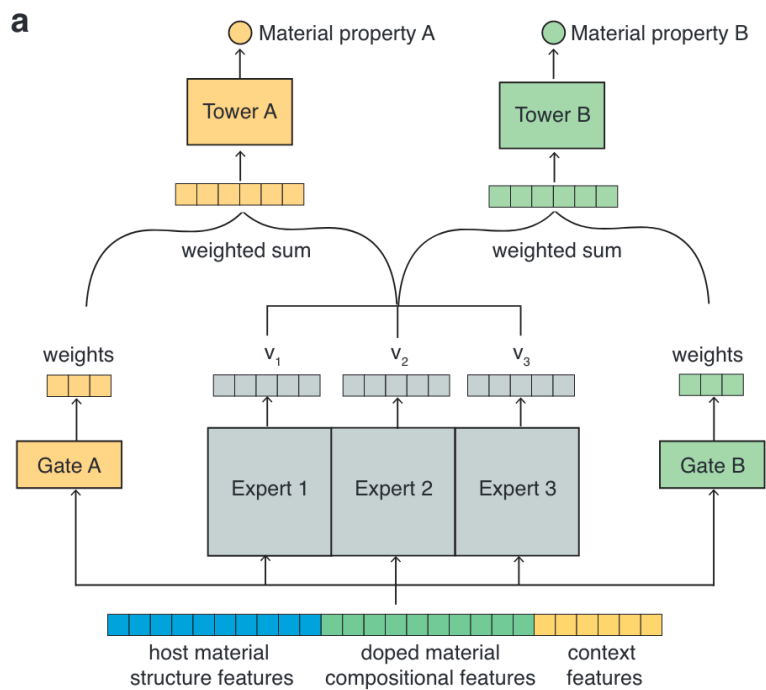 a
Material property A
Material property B
Tower A
Tower B
weighted sum
weighted sum
weights
v1
v2
v3
weights
Gate A
Expert 1
Expert 2
Expert 3
Gate B
host material
structure features
doped material
compositional features
context
features